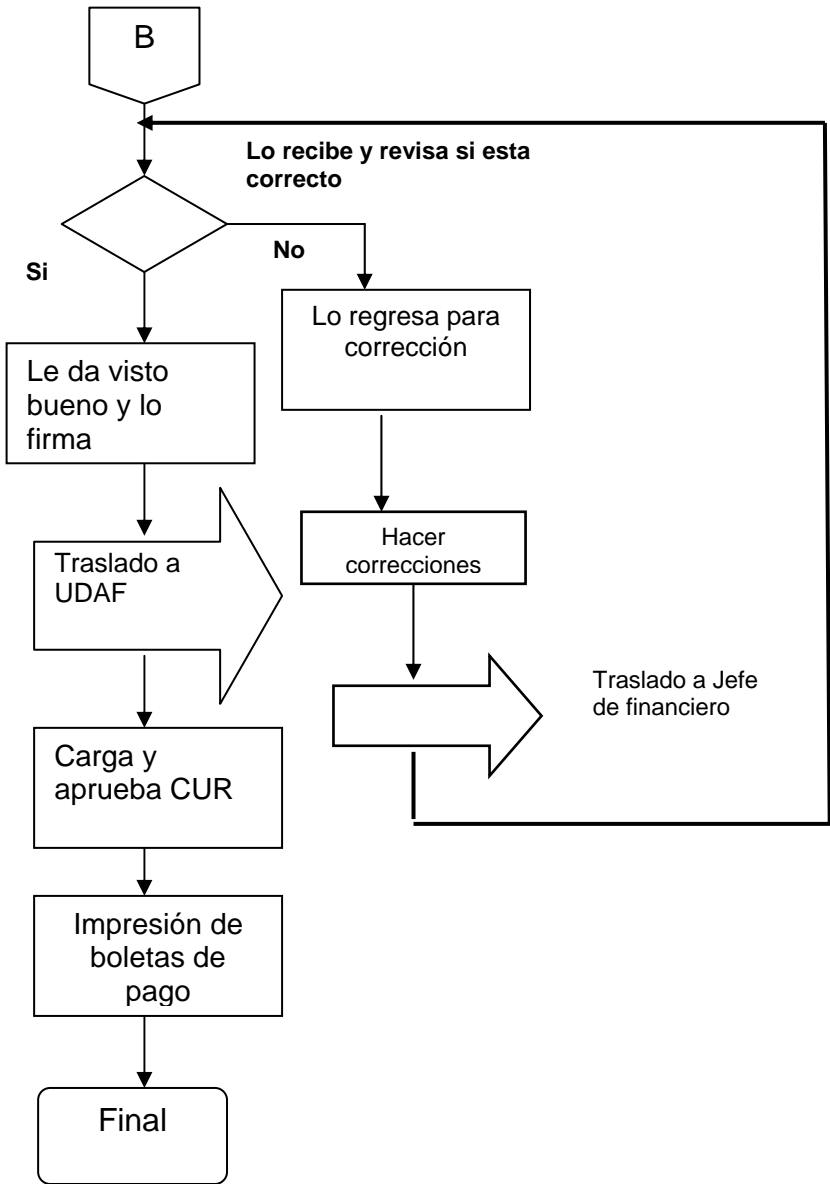 B
Lo recibe y revisa si esta
correcto
No
Si
Lo regresa para
corrección
Le da visto
bueno y lo
firma
Hacer
correcciones
Traslado a
UDAF
Traslado a Jefe
de financiero
Carga y
aprueba CUR
Impresión de
boletas de
pago
Final